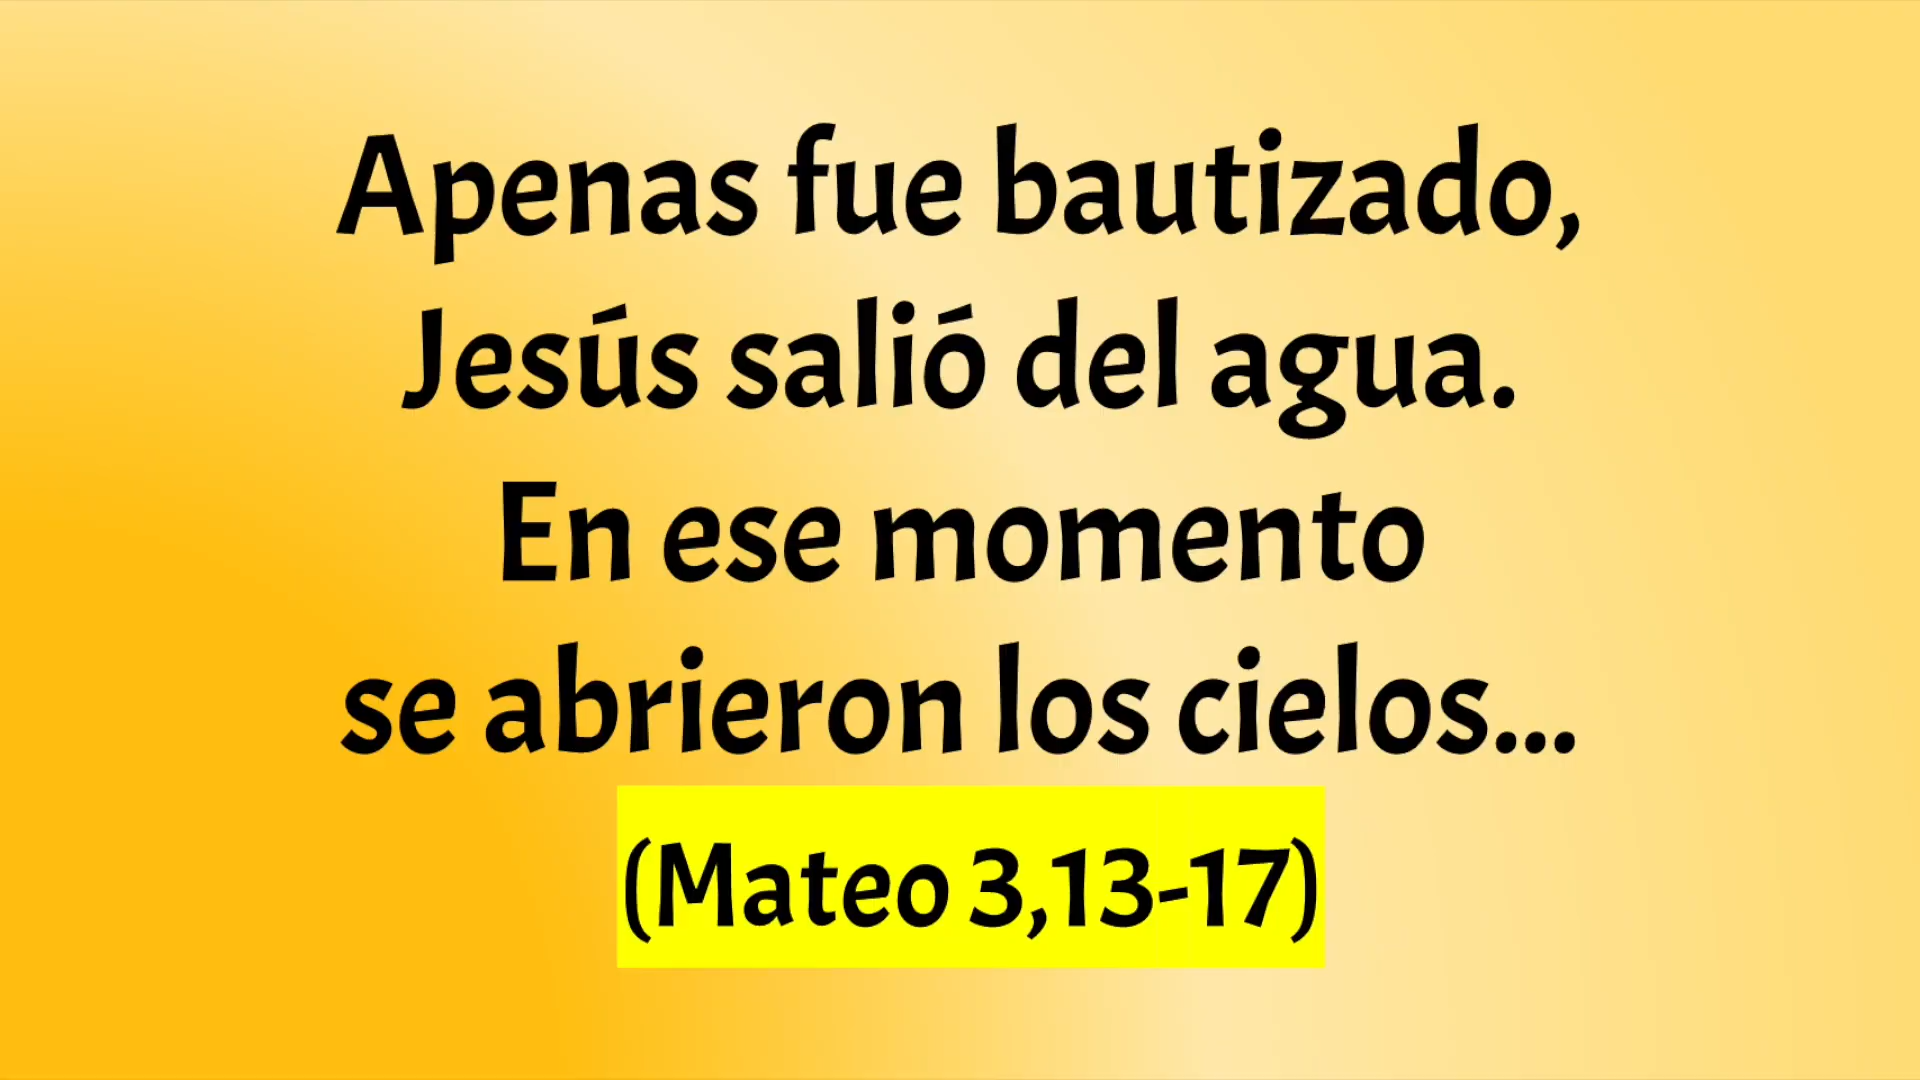 Apenas fue bautizado,
Jesús salió del agua.
En ese momento
se abrieron los cielos...
(Mateo 3,13-17)